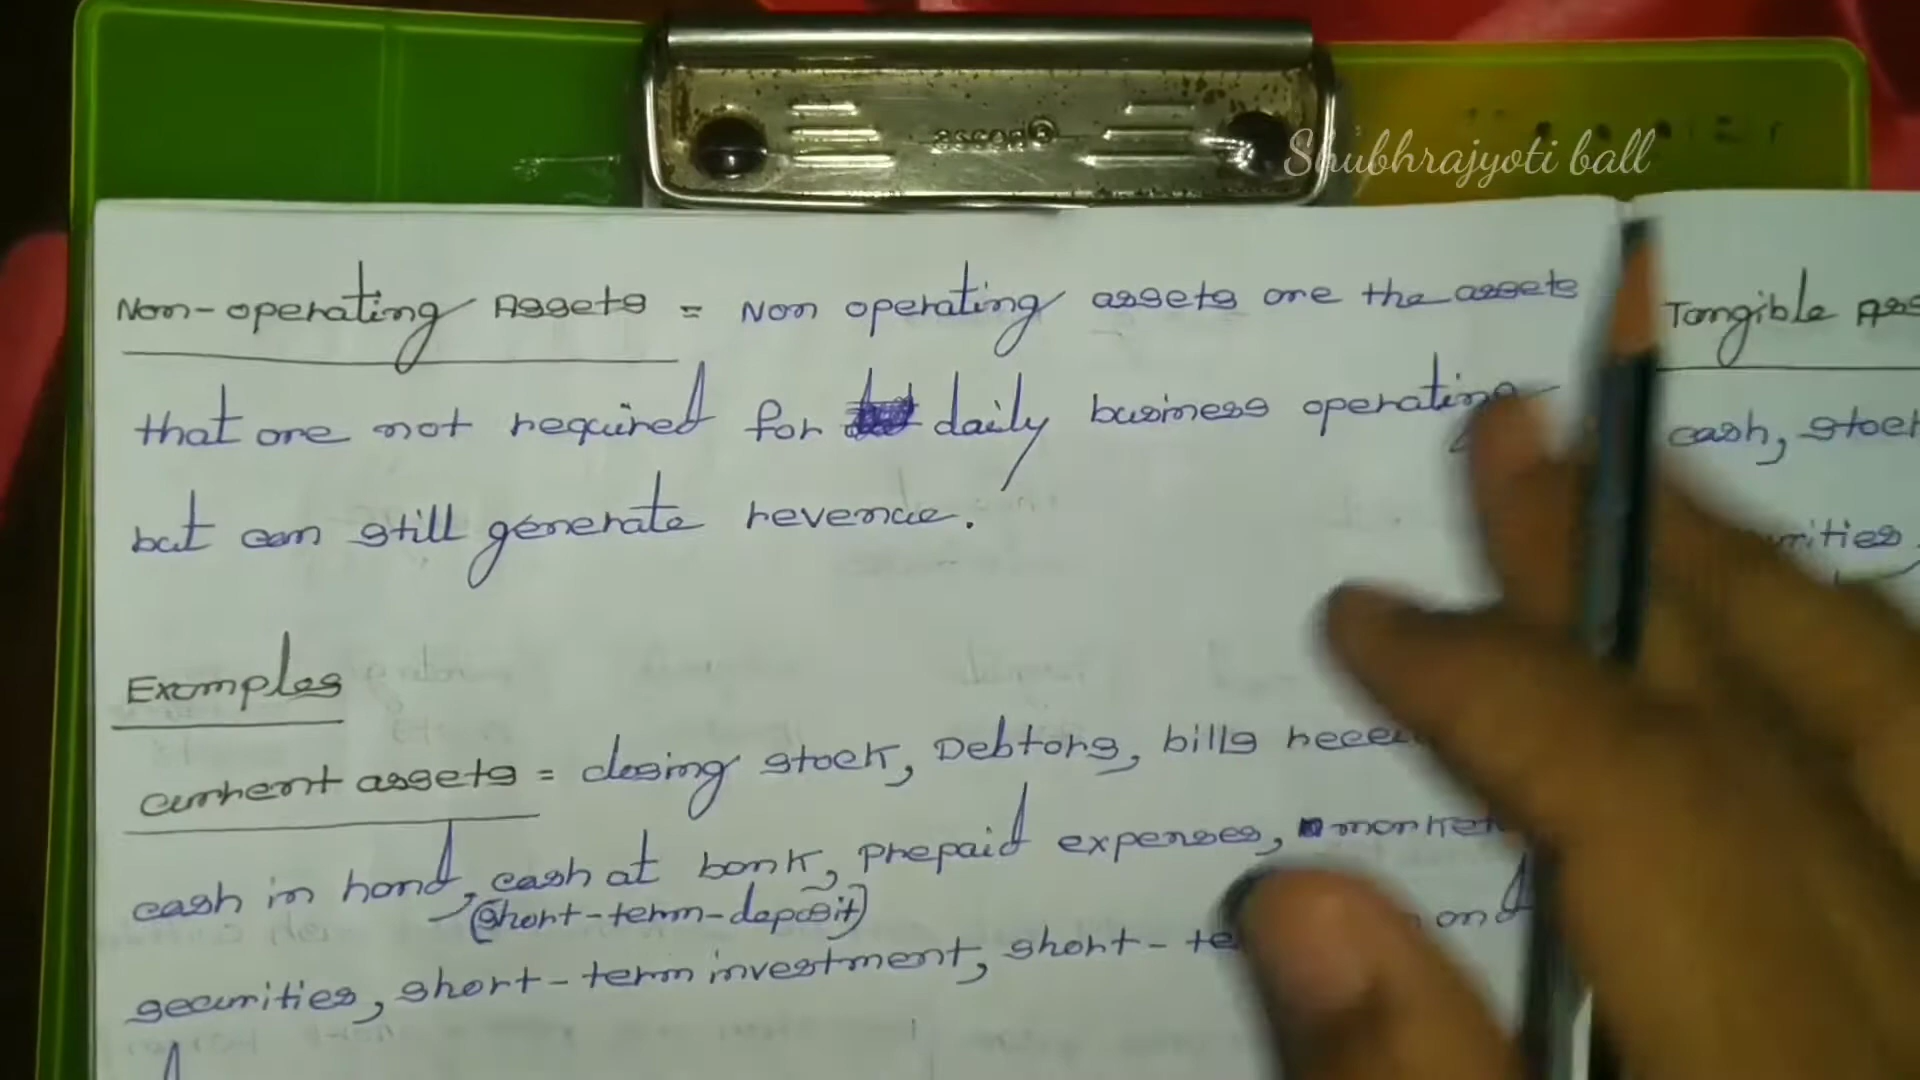 ascon
Shubhrajyoti ball
Non-operating Assets = Non operating assets are the assets
that are not required for daily business operating
but can still generate revenue.
Examples
current assets = closing stock, Debtors, bills
cash in hand, cash at bank, prepaid expenses,
(short-term-deposit)
securities, short-term investment, short- and
Tangible
cash,